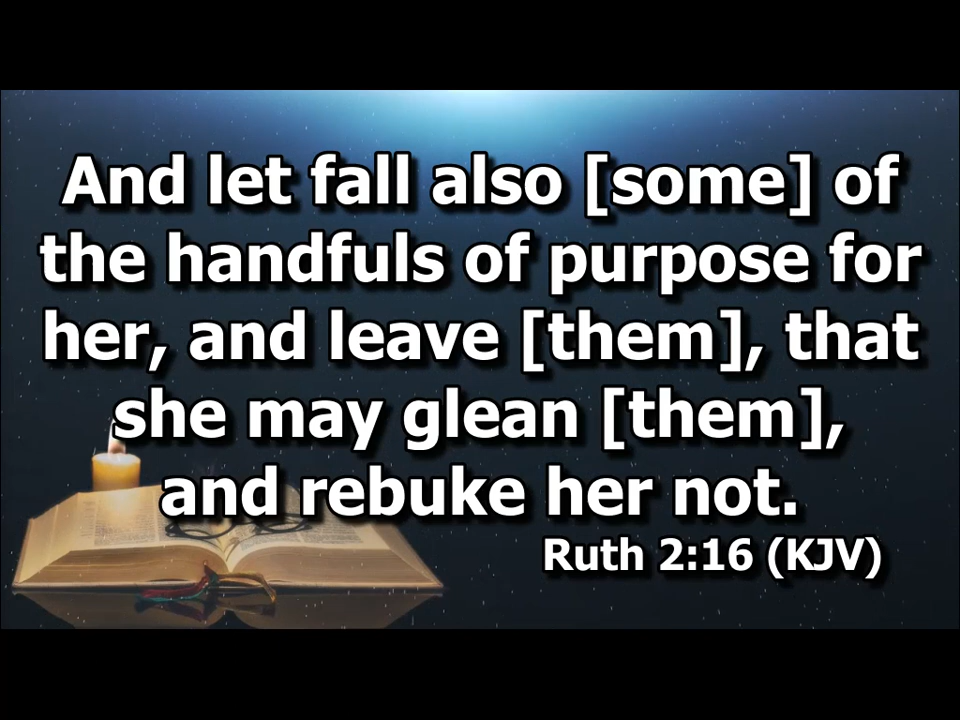 And let fall also [some] of
the handfuls of purpose for
her, and leave [them], that
she may glean [them],
and rebuke her not.
Ruth 2:16 (KJV)